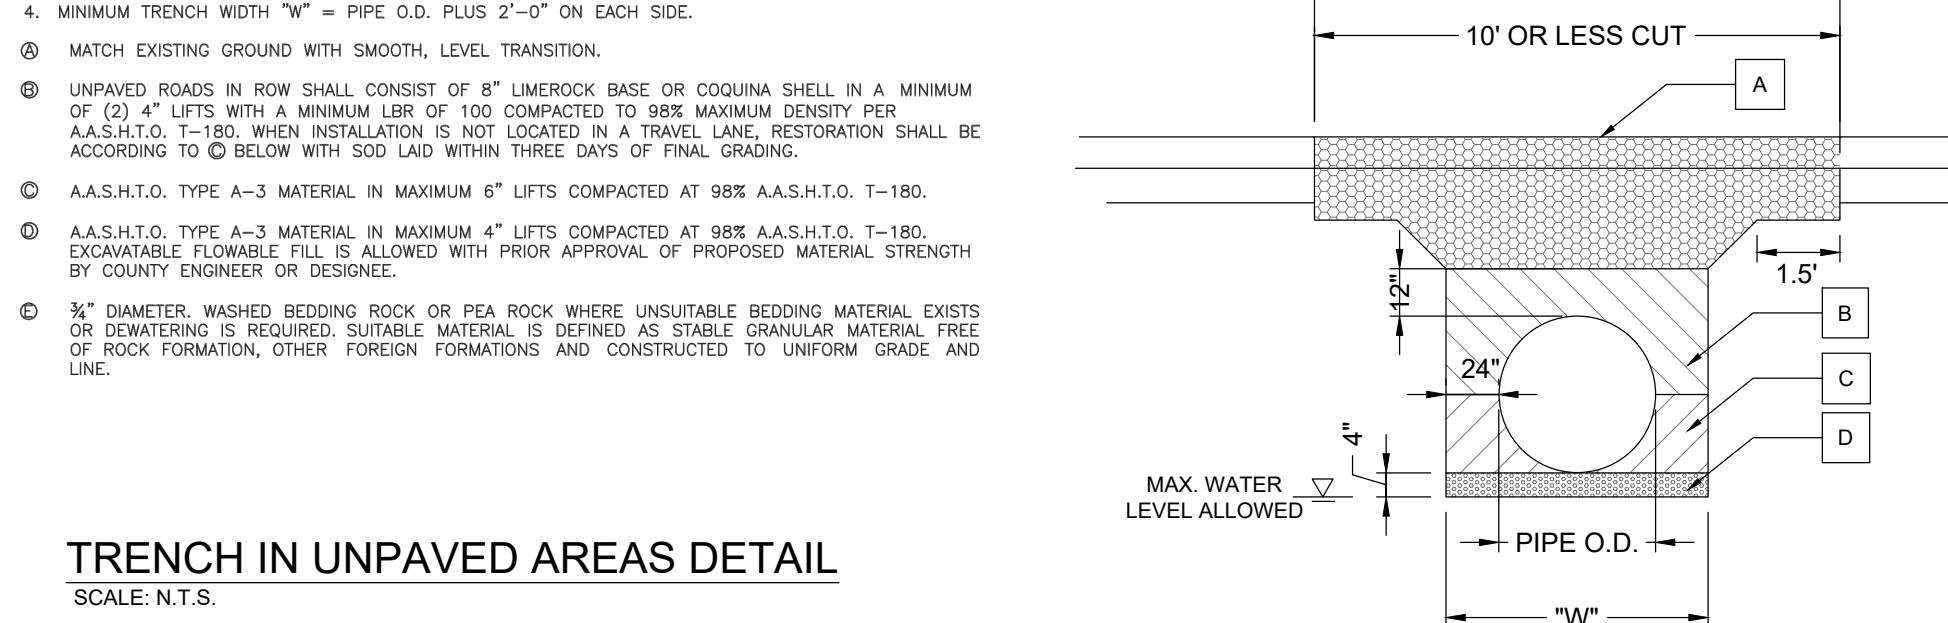 4. MINIMUM TRENCH WIDTH "W" = PIPE O.D. PLUS 2'-0" ON EACH SIDE.
Ⓐ MATCH EXISTING GROUND WITH SMOOTH, LEVEL TRANSITION.
Ⓑ UNPAVED ROADS IN ROW SHALL CONSIST OF 8" LIMEROCK BASE OR COQUINA SHELL IN A MINIMUM
OF (2) 4" LIFTS WITH A MINIMUM LBR OF 100 COMPACTED TO 98% MAXIMUM DENSITY PER
A.A.S.H.T.O. T-180. WHEN INSTALLATION IS NOT LOCATED IN A TRAVEL LANE, RESTORATION SHALL BE
ACCORDING TO Ⓒ BELOW WITH SOD LAID WITHIN THREE DAYS OF FINAL GRADING.
Ⓒ A.A.S.H.T.O. TYPE A-3 MATERIAL IN MAXIMUM 6" LIFTS COMPACTED AT 98% A.A.S.H.T.O. T-180.
Ⓓ A.A.S.H.T.O. TYPE A-3 MATERIAL IN MAXIMUM 4" LIFTS COMPACTED AT 98% A.A.S.H.T.O. T-180.
EXCAVATABLE FLOWABLE FILL IS ALLOWED WITH PRIOR APPROVAL OF PROPOSED MATERIAL STRENGTH
BY COUNTY ENGINEER OR DESIGNEE.
Ⓔ ¾" DIAMETER. WASHED BEDDING ROCK OR PEA ROCK WHERE UNSUITABLE BEDDING MATERIAL EXISTS
OR DEWATERING IS REQUIRED. SUITABLE MATERIAL IS DEFINED AS STABLE GRANULAR MATERIAL FREE
OF ROCK FORMATION, OTHER FOREIGN FORMATIONS AND CONSTRUCTED TO UNIFORM GRADE AND
LINE.
TRENCH IN UNPAVED AREAS DETAIL
SCALE: N.T.S.
10' OR LESS CUT
A
1.5'
12"
B
24"
C
4"
D
MAX. WATER
LEVEL ALLOWED
PIPE O.D.
"W"